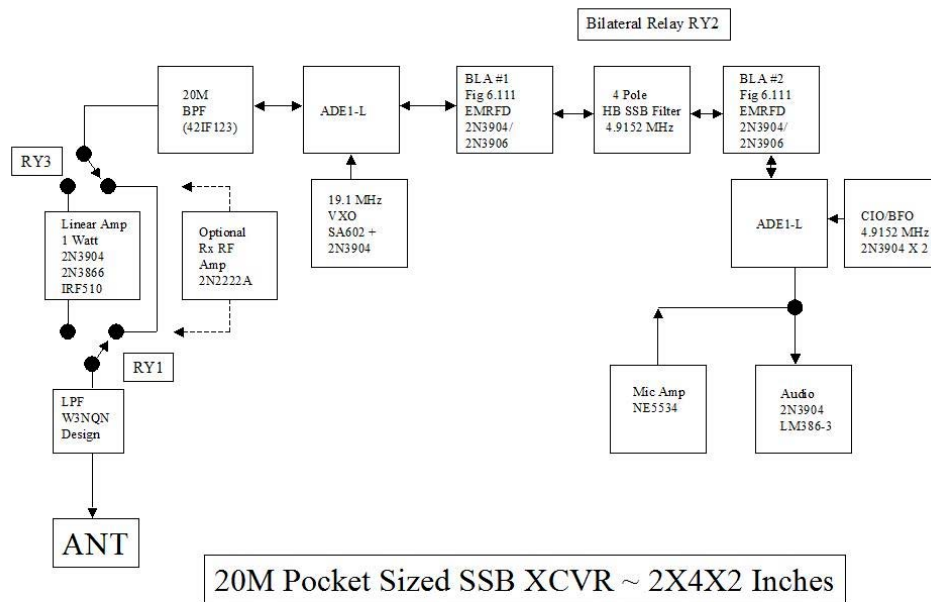 Bilateral Relay RY2
20M
BPF
(42IF123)
ADE1-L
BLA #1
Fig 6.111
EMRFD
2N3904/
2N3906
4 Pole
HB SSB Filter
4.9152 MHz
BLA #2
Fig 6.111
EMRFD
2N3904/
2N3906
RY3
Linear Amp
1 Watt
2N3904
2N3866
IRF510
Optional
Rx RF
Amp
2N2222A
19.1 MHz
VXO
SA602 +
2N3904
ADE1-L
CIO/BFO
4.9152 MHz
2N3904 X 2
RY1
LPF
W3NQN
Design
Mic Amp
NE5534
Audio
2N3904
LM386-3
ANT
20M Pocket Sized SSB XCVR ~ 2X4X2 Inches